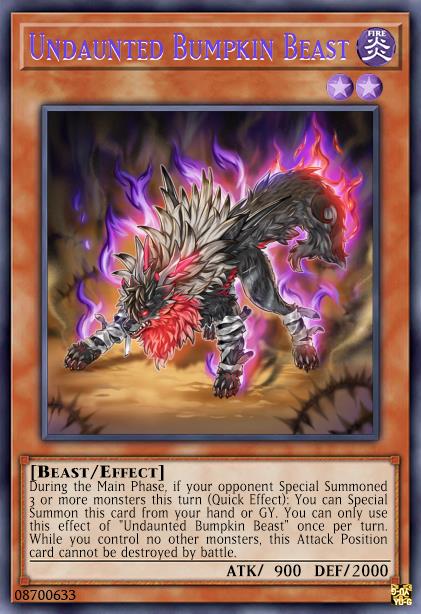 UNDAUNTED BUMPKIN BEAST
FIRE
炎
[BEAST/EFFECT]
During the Main Phase, if your opponent Special Summoned
3 or more monsters this turn (Quick Effect): You can Special
Summon this card from your hand or GY. You can only use
this effect of "Undaunted Bumpkin Beast" once per turn.
While you control no other monsters, this Attack Position
card cannot be destroyed by battle.
ATK/ 900 DEF/2000
08700633